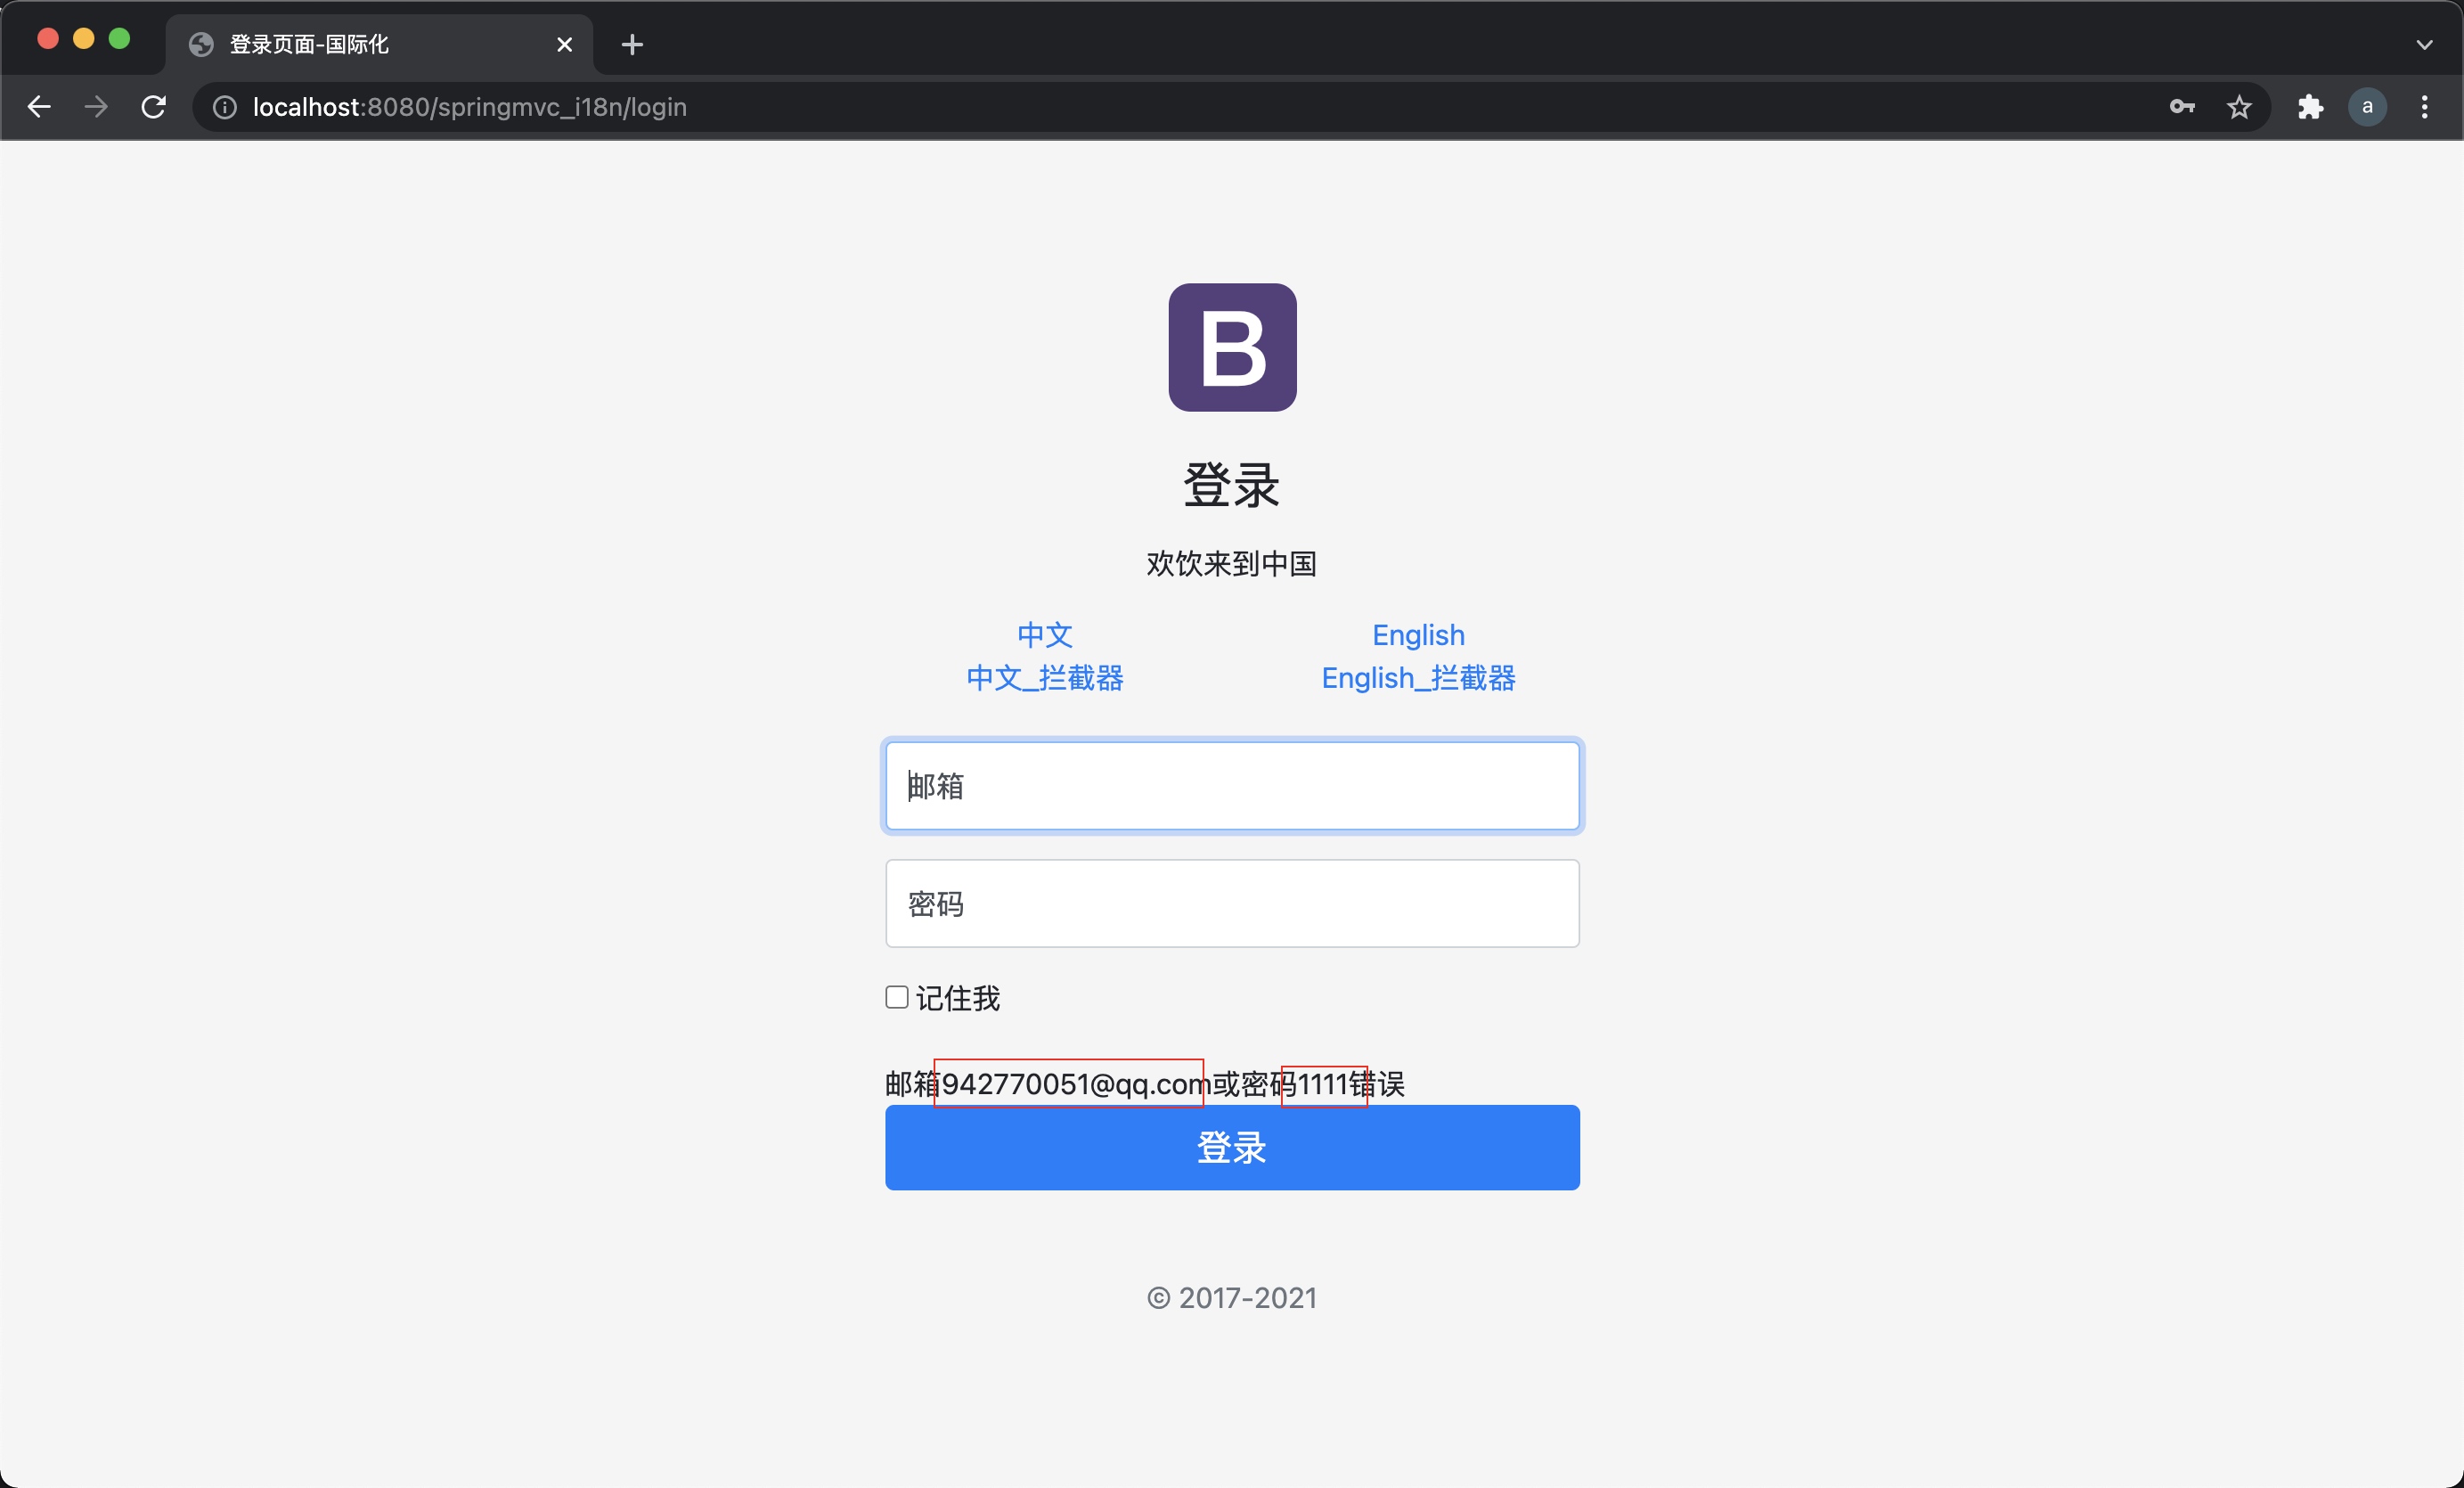 登录页面-国际化
localhost:8080/springmvc_i18n/login
a
B
登录
欢饮来到中国
中文 English
中文_拦截器 English_拦截器
邮箱
密码
记住我
邮箱942770051@qq.com或密码1111错误
登录
© 2017-2021